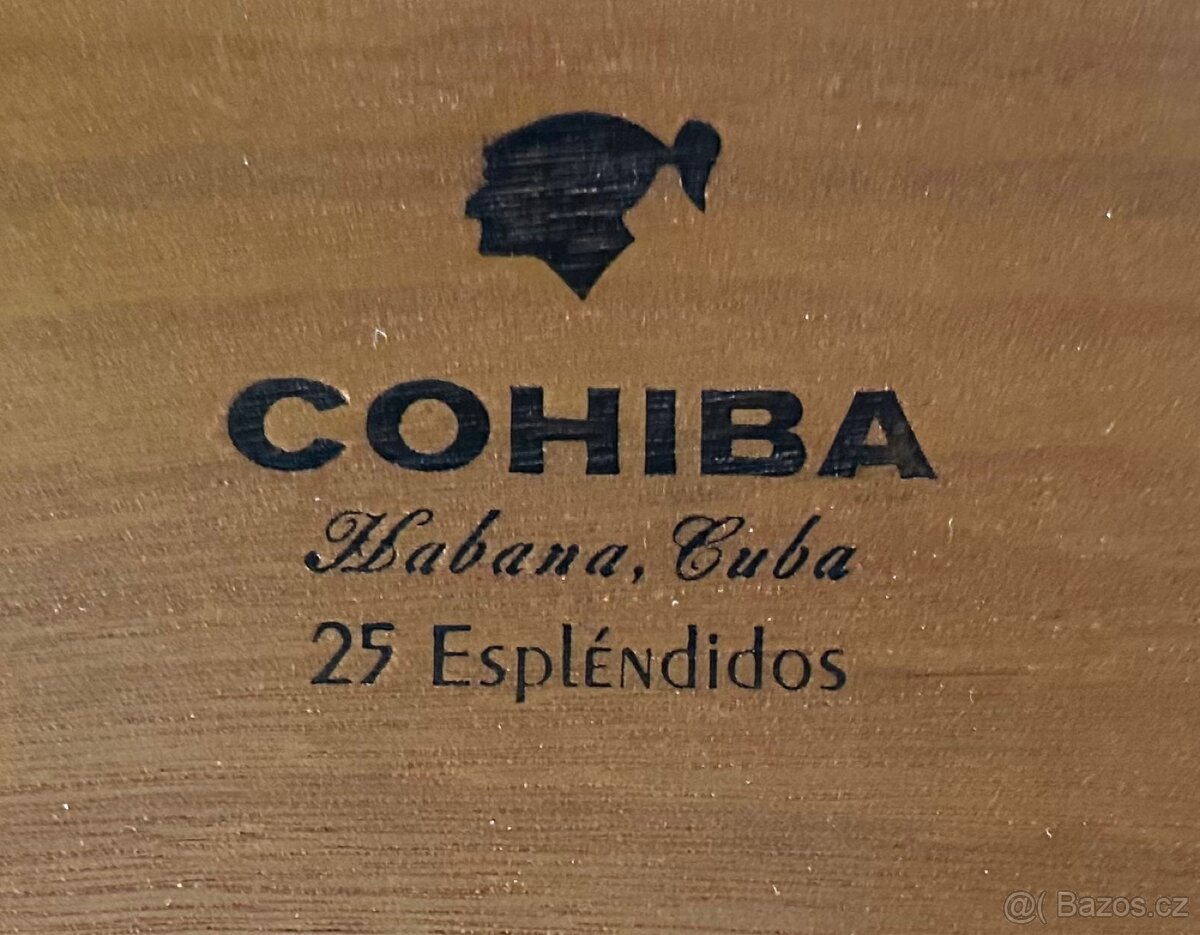 COHIBA
Habana, Cuba
25 Espléndidos
@( Bazos.cz